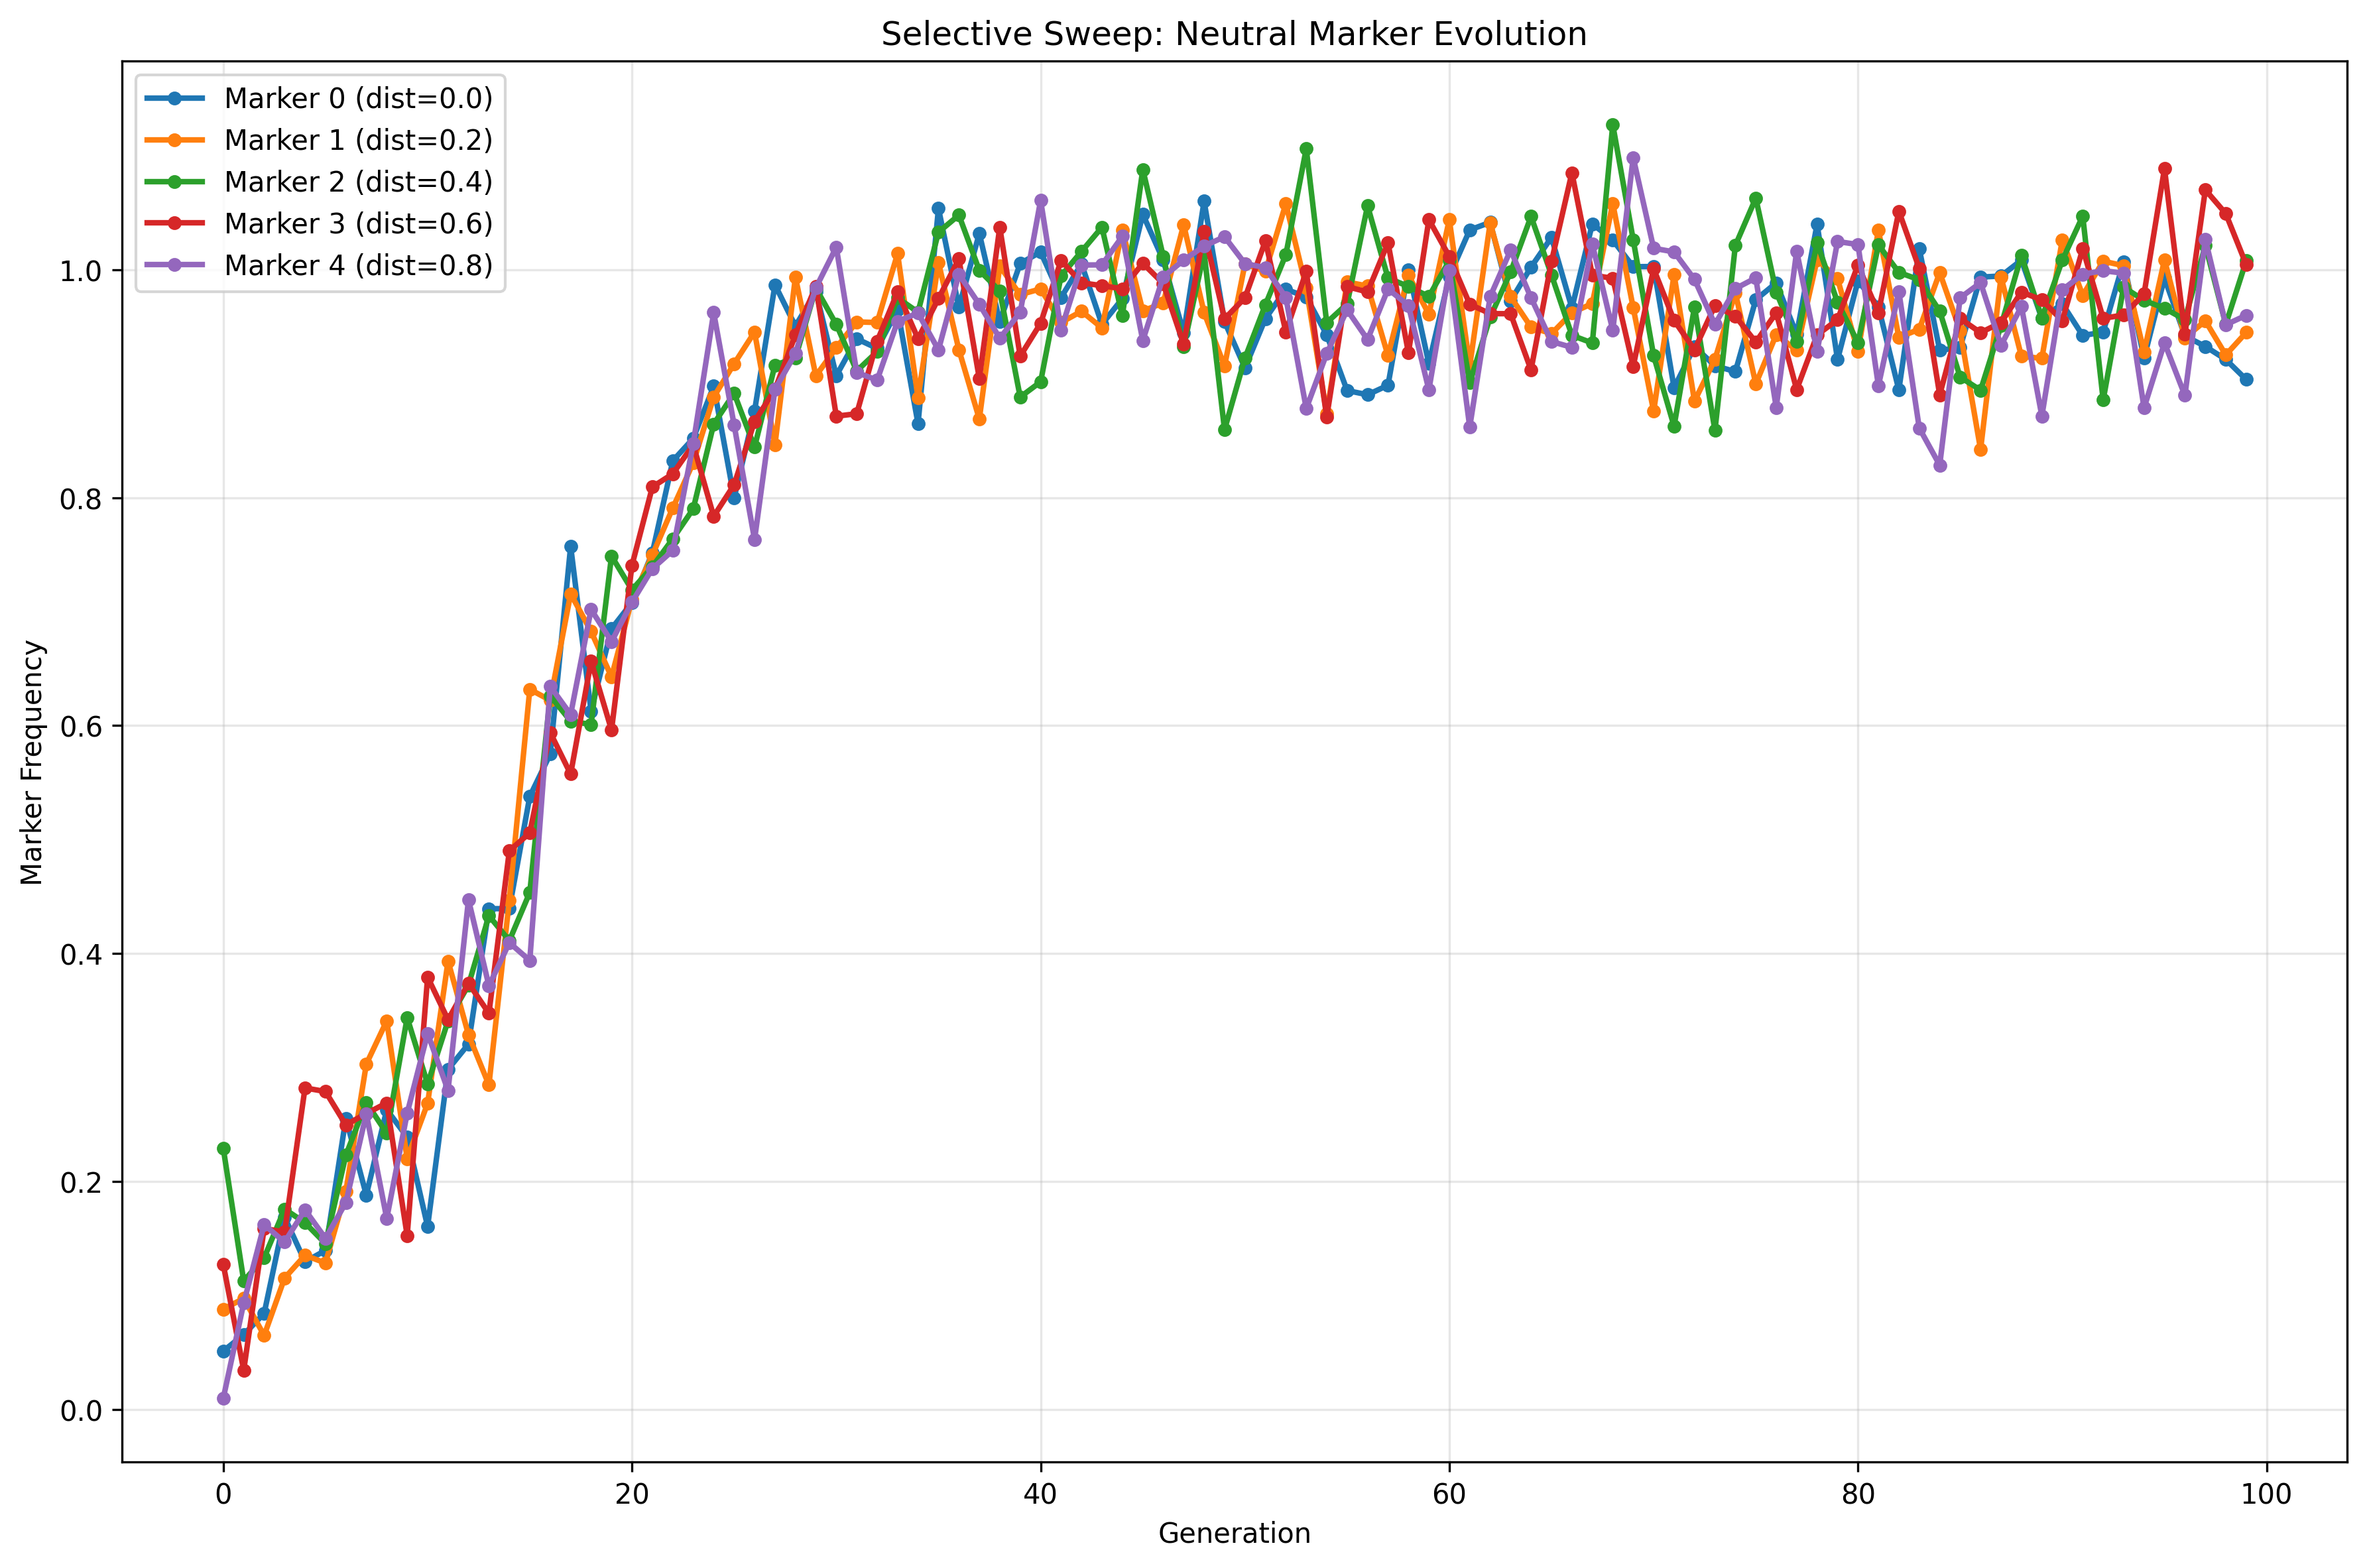 Selective Sweep: Neutral Marker Evolution
Marker 0 (dist=0.0)
Marker 1 (dist=0.2)
Marker 2 (dist=0.4)
Marker 3 (dist=0.6)
Marker 4 (dist=0.8)
Marker Frequency
1.0
0.8
0.6
0.4
0.2
0.0
0 20 40 60 80 100
Generation